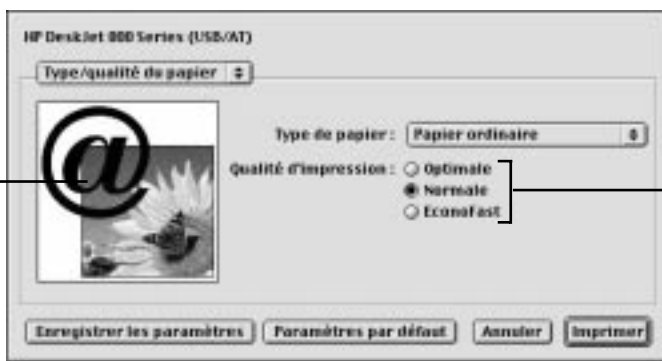 HP DeskJet 800 Series (USB/AT)
Type/qualité du papier
@
Type de papier : Papier ordinaire
Qualité d'impression : Optimale
Normale
EconoFast
Enregistrer les paramètres Paramètres par défaut Annuler Imprimer